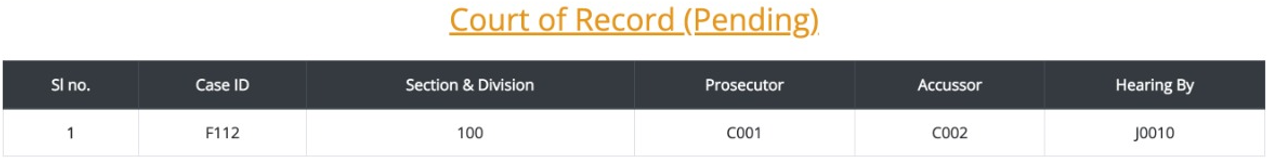 Court of Record (Pending)
Sl no. Case ID Section & Division Prosecutor Accussor Hearing By
1 F112 100 C001 C002 J0010